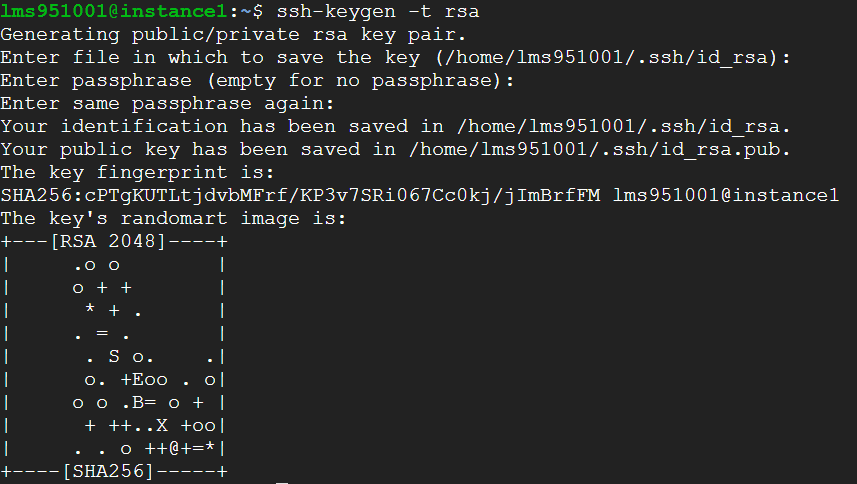 lms951001@instance1:~$ ssh-keygen -t rsa
Generating public/private rsa key pair.
Enter file in which to save the key (/home/lms951001/.ssh/id_rsa):
Enter passphrase (empty for no passphrase):
Enter same passphrase again:
Your identification has been saved in /home/lms951001/.ssh/id_rsa.
Your public key has been saved in /home/lms951001/.ssh/id_rsa.pub.
The key fingerprint is:
SHA256:cPTgKUTLtjdvbMFrf/KP3v7SRi067Cc0kj/jImBrfFM lms951001@instance1
The key's randomart image is:
+---[RSA 2048]----+
|     .o o        |
|     o + +       |
|      * + .      |
|     . = .       |
|      . S o.    .|
|      o. +Eoo . o|
|     o o .B= o + |
|      + ++..X +oo|
|     . . o ++@+=*|
+----[SHA256]-----+